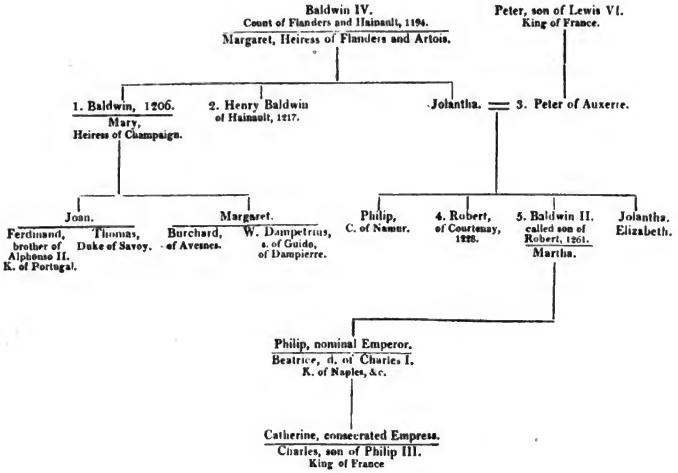 Baldwin IV.
Count of Flanders and Hainault, 1194.
Margaret, Heiress of Flanders and Artois.
Peter, son of Lewis VI.
King of France.
1. Baldwin, 1206.
Mary,
Heiress of Champaign.
2. Henry Baldwin
of Hainault, 1217.
Jolantha. = 3. Peter of Auxerre.
Joan.
Ferdinand,
brother of
Alphonso II.
K. of Portugal.
Thomas,
Duke of Savoy.
Margaret.
Burchard,
of Avesnes.
W. Dampetrius,
s. of Guido,
of Dampierre.
Philip,
C. of Namur.
4. Robert,
of Courtenay,
1228.
5. Baldwin II.
called son of
Robert, 1261.
Martha.
Jolantha.
Elizabeth.
Philip, nominal Emperor.
Beatrice, d. of Charles I.
K. of Naples, &c.
Catherine, consecrated Empress.
Charles, son of Philip III.
King of France